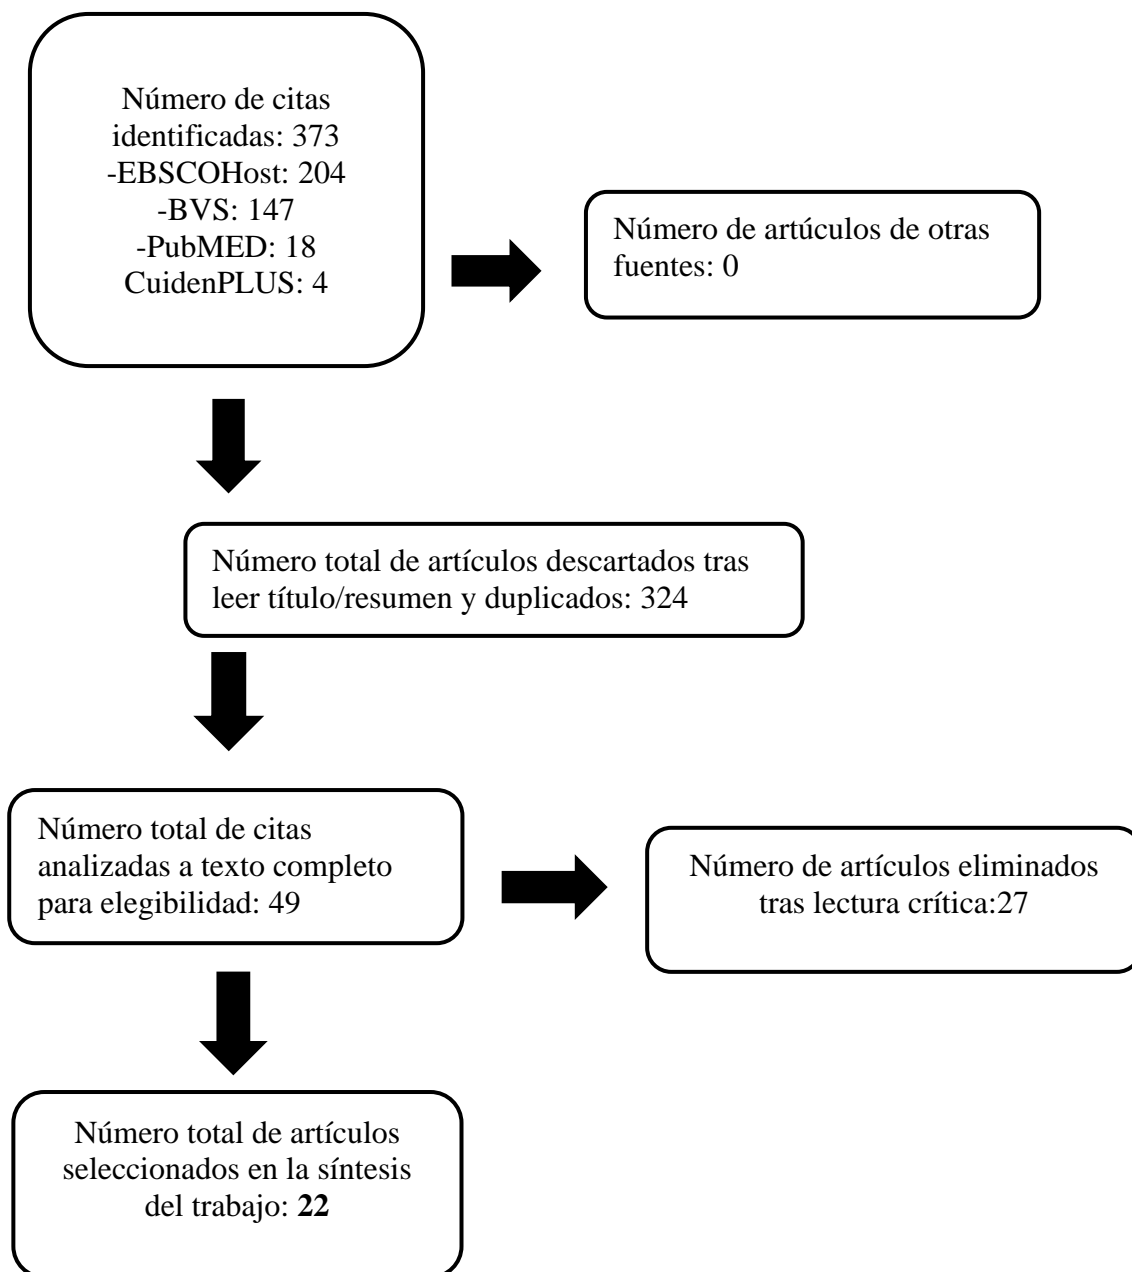 Número de citas
identificadas: 373
-EBSCOHost: 204
-BVS: 147
-PubMED: 18
CuidenPLUS: 4
Número de artúculos de otras
fuentes: 0
Número total de artículos descartados tras
leer título/resumen y duplicados: 324
Número total de citas
analizadas a texto completo
para elegibilidad: 49
Número de artículos eliminados
tras lectura crítica:27
Número total de artículos
seleccionados en la síntesis
del trabajo: 22